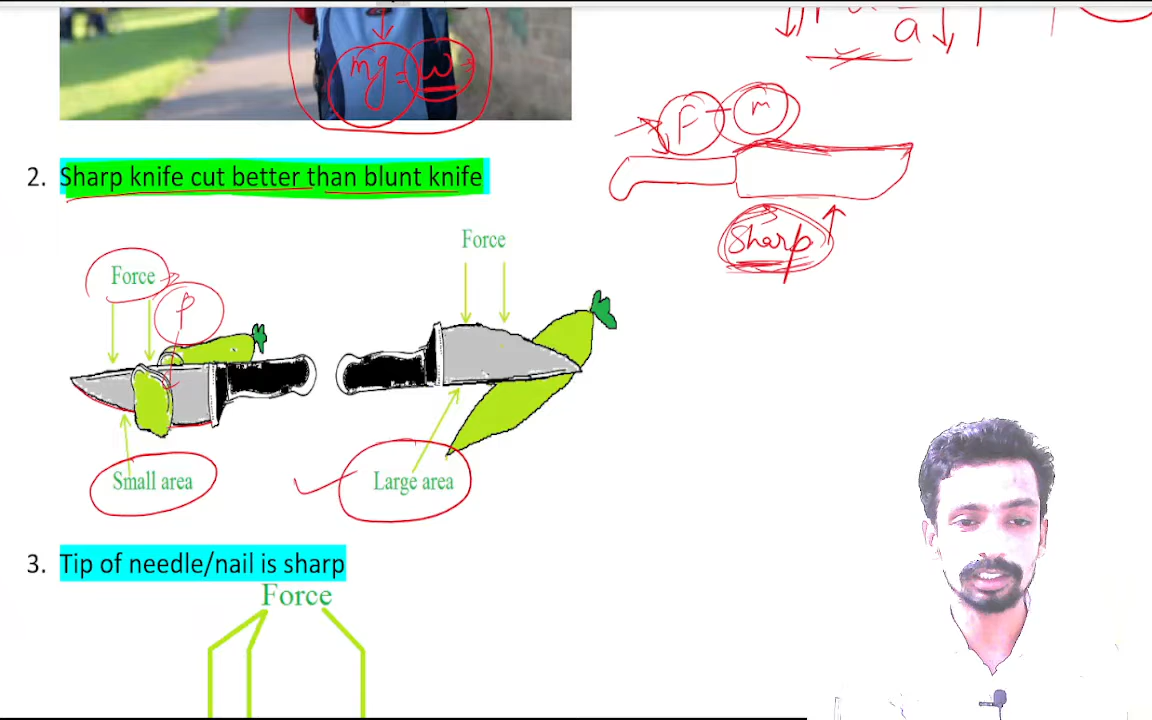 mg = w
a
F
m
2. Sharp knife cut better than blunt knife
Sharp
Force
Force
P
Small area
Large area
3. Tip of needle/nail is sharp
Force